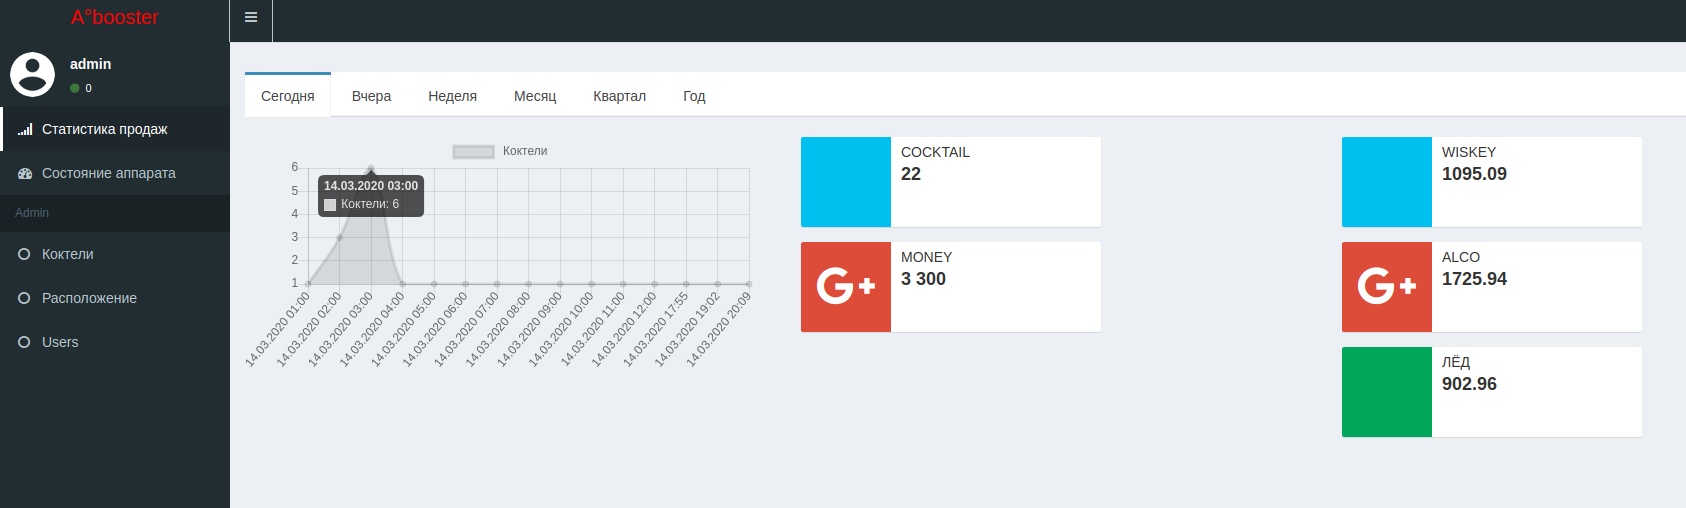 A°booster
admin
0
Статистика продаж
Состояние аппарата
Admin
Коктели
Расположение
Users
Сегодня Вчера Неделя Месяц Квартал Год
Коктели
6
5
4
3
2
1
14.03.2020 03:00
Коктели: 6
14.03.2020 01:00
14.03.2020 02:00
14.03.2020 03:00
14.03.2020 04:00
14.03.2020 05:00
14.03.2020 06:00
14.03.2020 07:00
14.03.2020 08:00
14.03.2020 09:00
14.03.2020 10:00
14.03.2020 11:00
14.03.2020 12:00
14.03.2020 17:55
14.03.2020 19:02
14.03.2020 20:09
COCKTAIL
22
G+
MONEY
3 300
WISKEY
1095.09
G+
ALCO
1725.94
ЛЁД
902.96